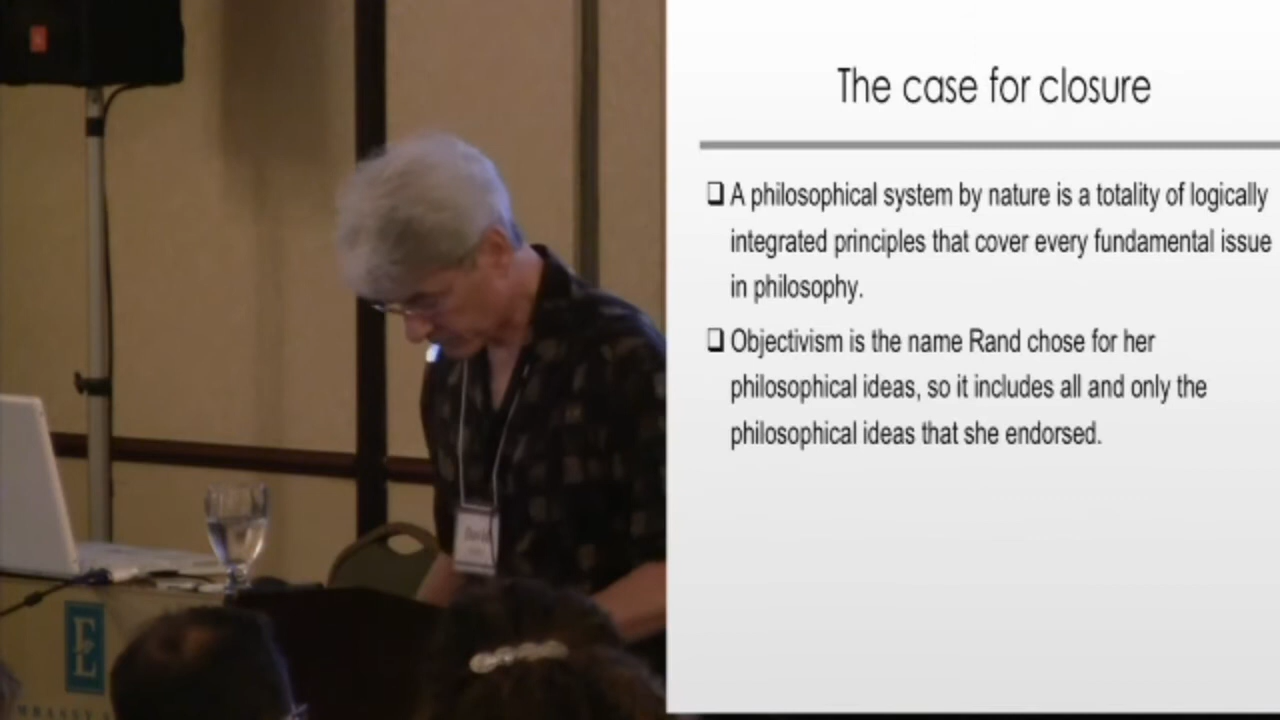 The case for closure
❑ A philosophical system by nature is a totality of logically
integrated principles that cover every fundamental issue
in philosophy.
❑ Objectivism is the name Rand chose for her
philosophical ideas, so it includes all and only the
philosophical ideas that she endorsed.
David
E